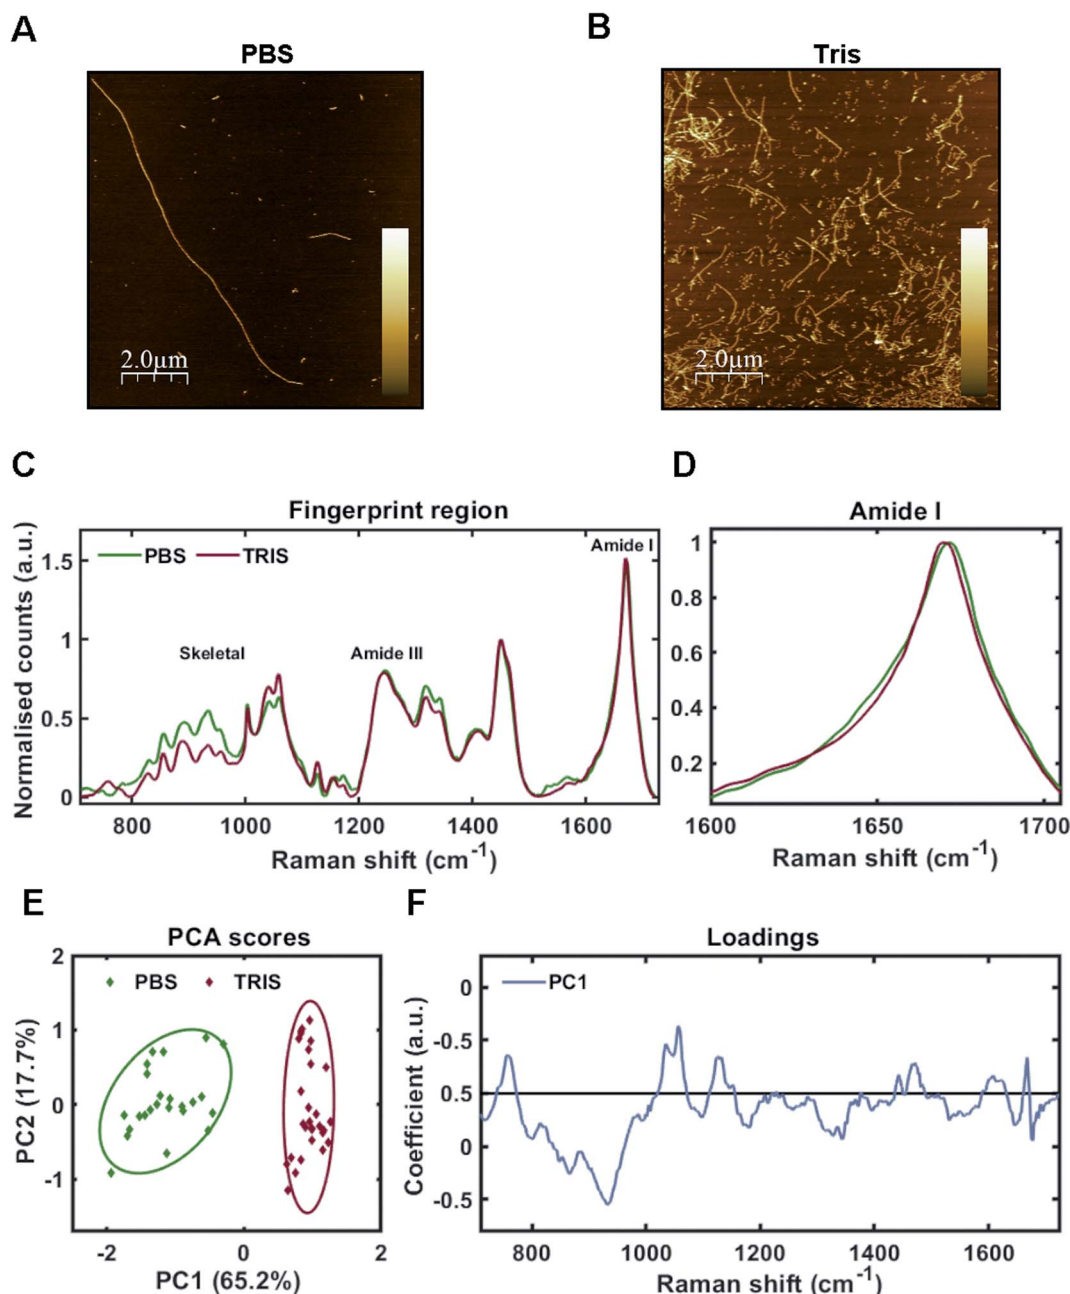 A
PBS
2.0µm
B
Tris
2.0µm
C
Fingerprint region
PBS TRIS
Amide I
Skeletal
Amide III
Normalised counts (a.u.)
1.5
1
0.5
0
800 1000 1200 1400 1600
Raman shift (cm-1)
D
Amide I
1
0.8
0.6
0.4
0.2
1600 1650 1700
Raman shift (cm-1)
E
PCA scores
PBS TRIS
PC2 (17.7%)
2
1
0
-1
-2 0 2
PC1 (65.2%)
F
Loadings
PC1
Coefficient (a.u.)
0
-0.5
0.5
0
-0.5
800 1000 1200 1400 1600
Raman shift (cm-1)